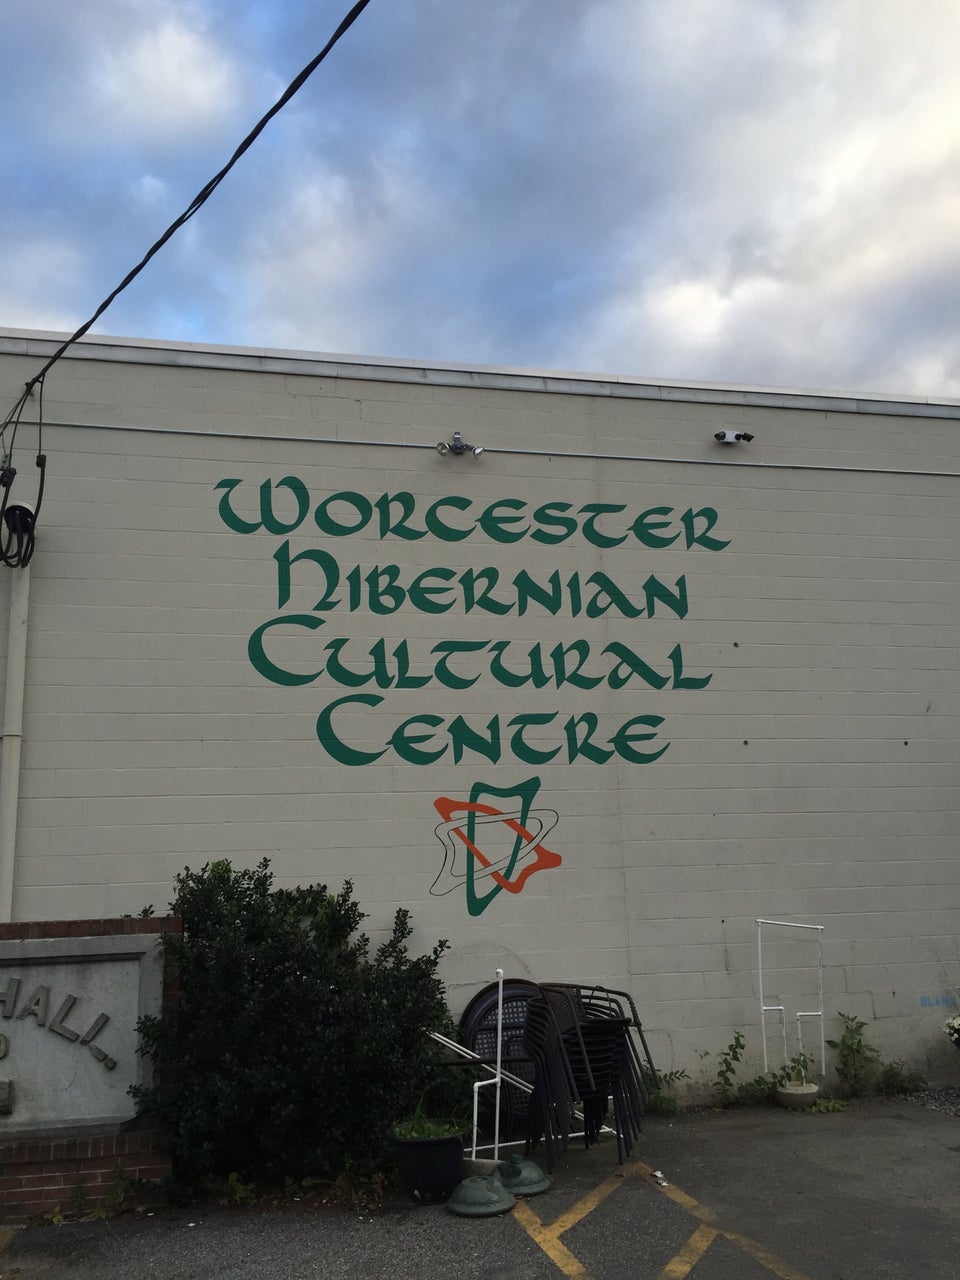 Worcester
Hibernian
Cultural
Centre
HALL.